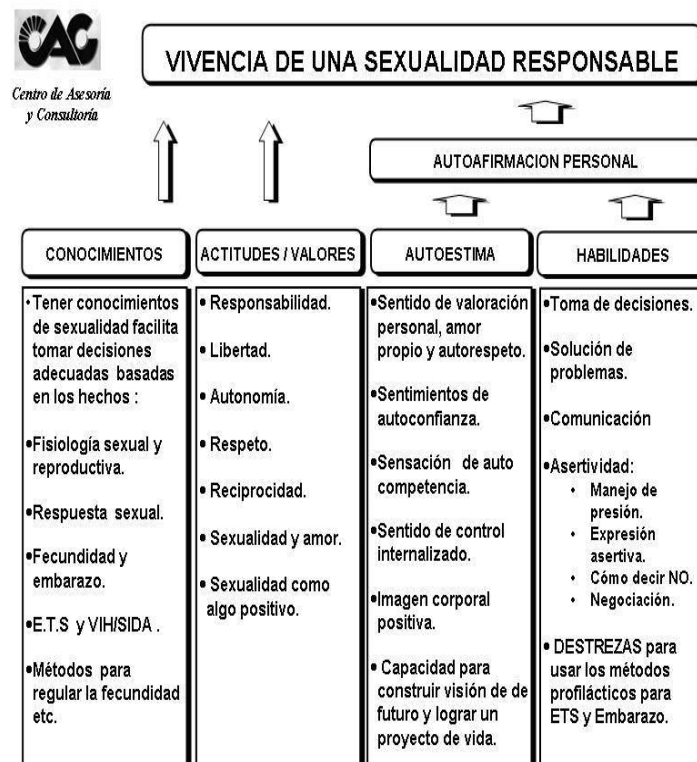 CAC
Centro de Asesoría
y Consultoría
VIVENCIA DE UNA SEXUALIDAD RESPONSABLE
AUTOAFIRMACION PERSONAL
CONOCIMIENTOS
• Tener conocimientos
de sexualidad facilita
tomar decisiones
adecuadas basadas
en los hechos :
•Fisiología sexual y
reproductiva.
•Respuesta sexual.
•Fecundidad y
embarazo.
•E.T.S y VIH/SIDA .
•Métodos para
regular la fecundidad
etc.
ACTITUDES / VALORES
• Responsabilidad.
• Libertad.
• Autonomía.
• Respeto.
• Reciprocidad.
• Sexualidad y amor.
• Sexualidad como
algo positivo.
AUTOESTIMA
•Sentido de valoración
personal, amor
propio y autorespeto.
•Sentimientos de
autoconfianza.
•Sensación de auto
competencia.
•Sentido de control
internalizado.
•Imagen corporal
positiva.
• Capacidad para
construir visión de de
futuro y lograr un
proyecto de vida.
HABILIDADES
•Toma de decisiones.
•Solución de
problemas.
•Comunicación
•Asertividad:
• Manejo de
presión.
• Expresión
asertiva.
• Cómo decir NO.
• Negociación.
• DESTREZAS para
usar los métodos
profilácticos para
ETS y Embarazo.